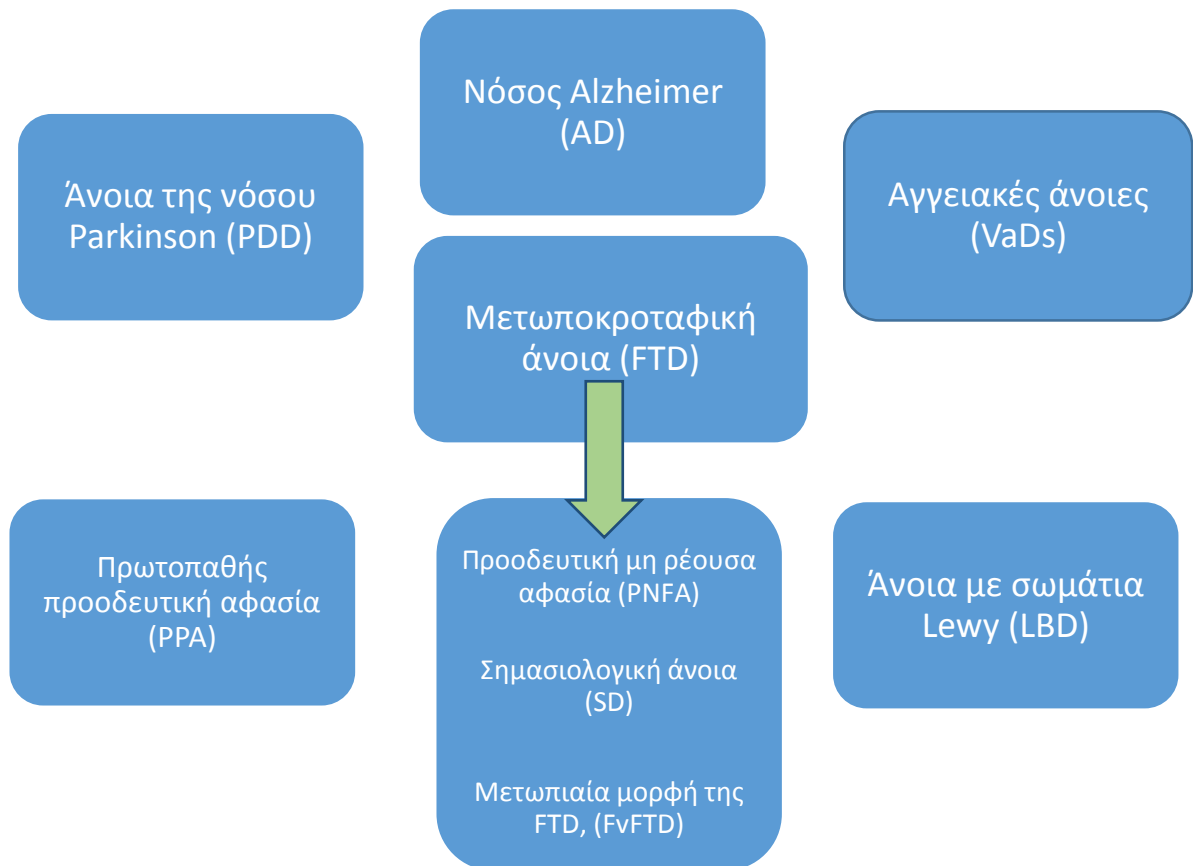 Νόσος Alzheimer
(AD)
Άνοια της νόσου
Parkinson (PDD)
Αγγειακές άνοιες
(VaDs)
Μετωποκροταφική
άνοια (FTD)
Πρωτοπαθής
προοδευτική αφασία
(PPA)
Προοδευτική μη ρέουσα
αφασία (PNFA)
Σημασιολογική άνοια
(SD)
Μετωπιαία μορφή της
FTD, (FvFTD)
Άνοια με σωμάτια
Lewy (LBD)